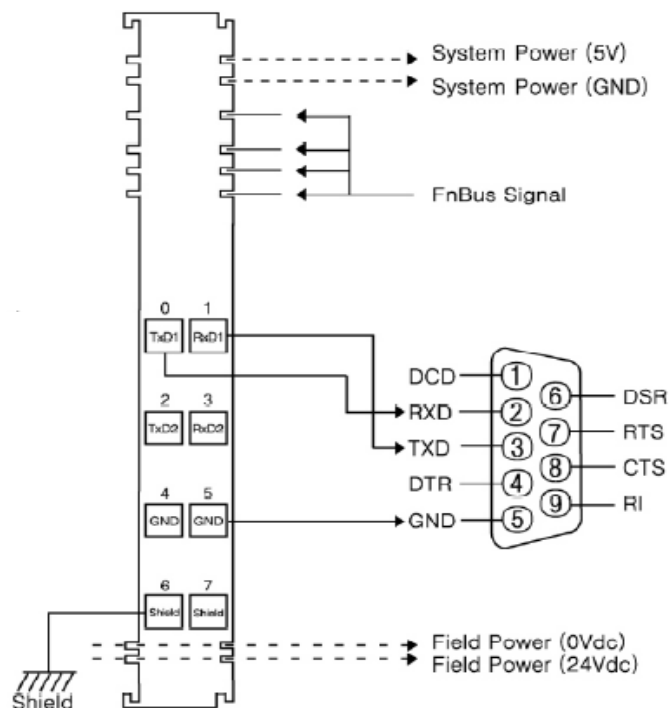 System Power (5V)
System Power (GND)
FnBus Signal
0 1
TxD1 RxD1
2 3
TxD2 RxD2
4 5
GND GND
6 7
Shield Shield
DCD 1
RXD 2
TXD 3
DTR 4
GND 5
6 DSR
7 RTS
8 CTS
9 RI
Field Power (0Vdc)
Field Power (24Vdc)
Shield